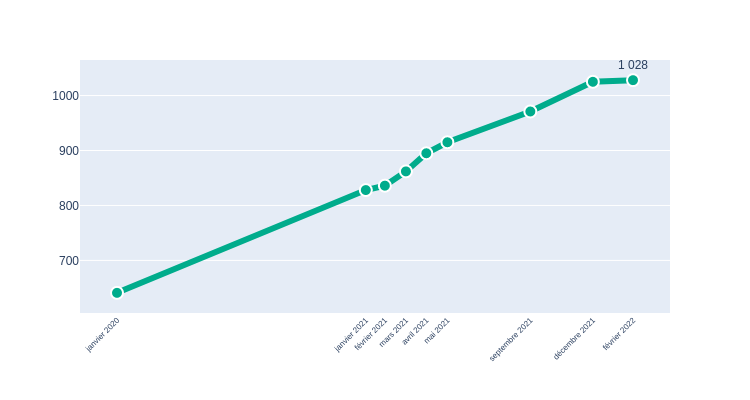 1 028
1000
900
800
700
janvier 2020
janvier 2021
février 2021
mars 2021
avril 2021
mai 2021
septembre 2021
décembre 2021
février 2022